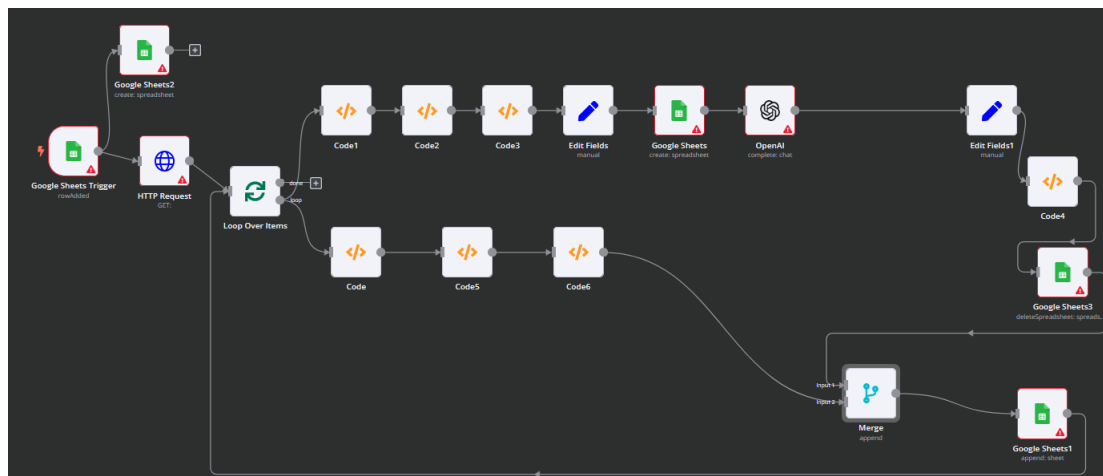 Google Sheets2
create: spreadsheet
Code1
Code2
Code3
Edit Fields
manual
Google Sheets
create: spreadsheet
OpenAI
complete: chat
Edit Fields1
manual
Google Sheets Trigger
rowAdded
HTTP Request
GET:
done
loop
Loop Over Items
Code4
Code
Code5
Code6
Google Sheets3
deleteSpreadsheet: spreads...
Input 1
Input 2
Merge
append
Google Sheets1
append: sheet